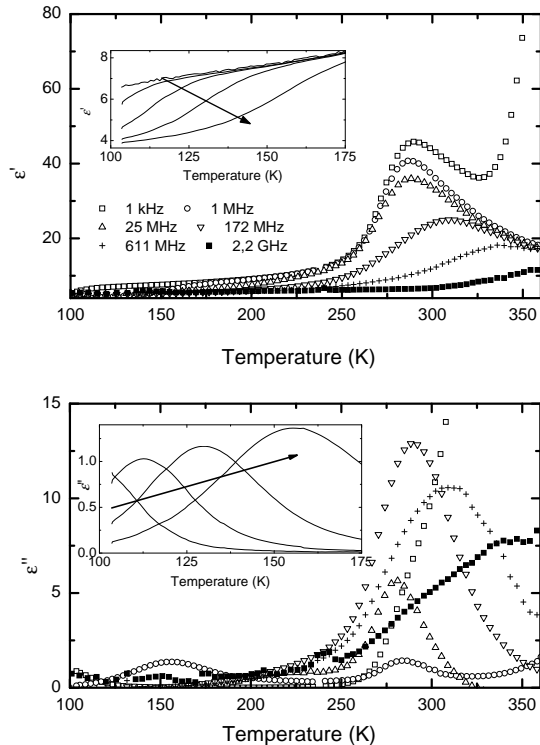 80
60
40
20
ε'
8
6
4
ε'
100 125 150 175
Temperature (K)
1 kHz 1 MHz
25 MHz 172 MHz
611 MHz 2,2 GHz
100 150 200 250 300 350
Temperature (K)
15
10
5
0
ε''
1.0
0.5
0.0
ε''
100 125 150 175
Temperature (K)
100 150 200 250 300 350
Temperature (K)